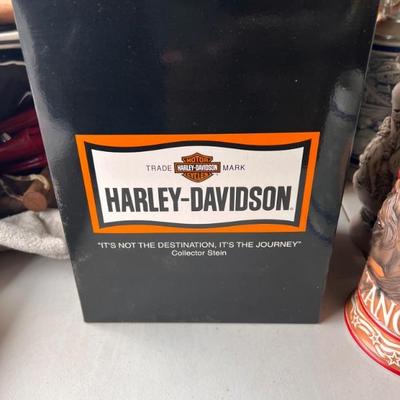 TRADE MARK
MOTOR
HARLEY-DAVIDSON
CYCLES
HARLEY-DAVIDSON
"IT'S NOT THE DESTINATION, IT'S THE JOURNEY"
Collector Stein